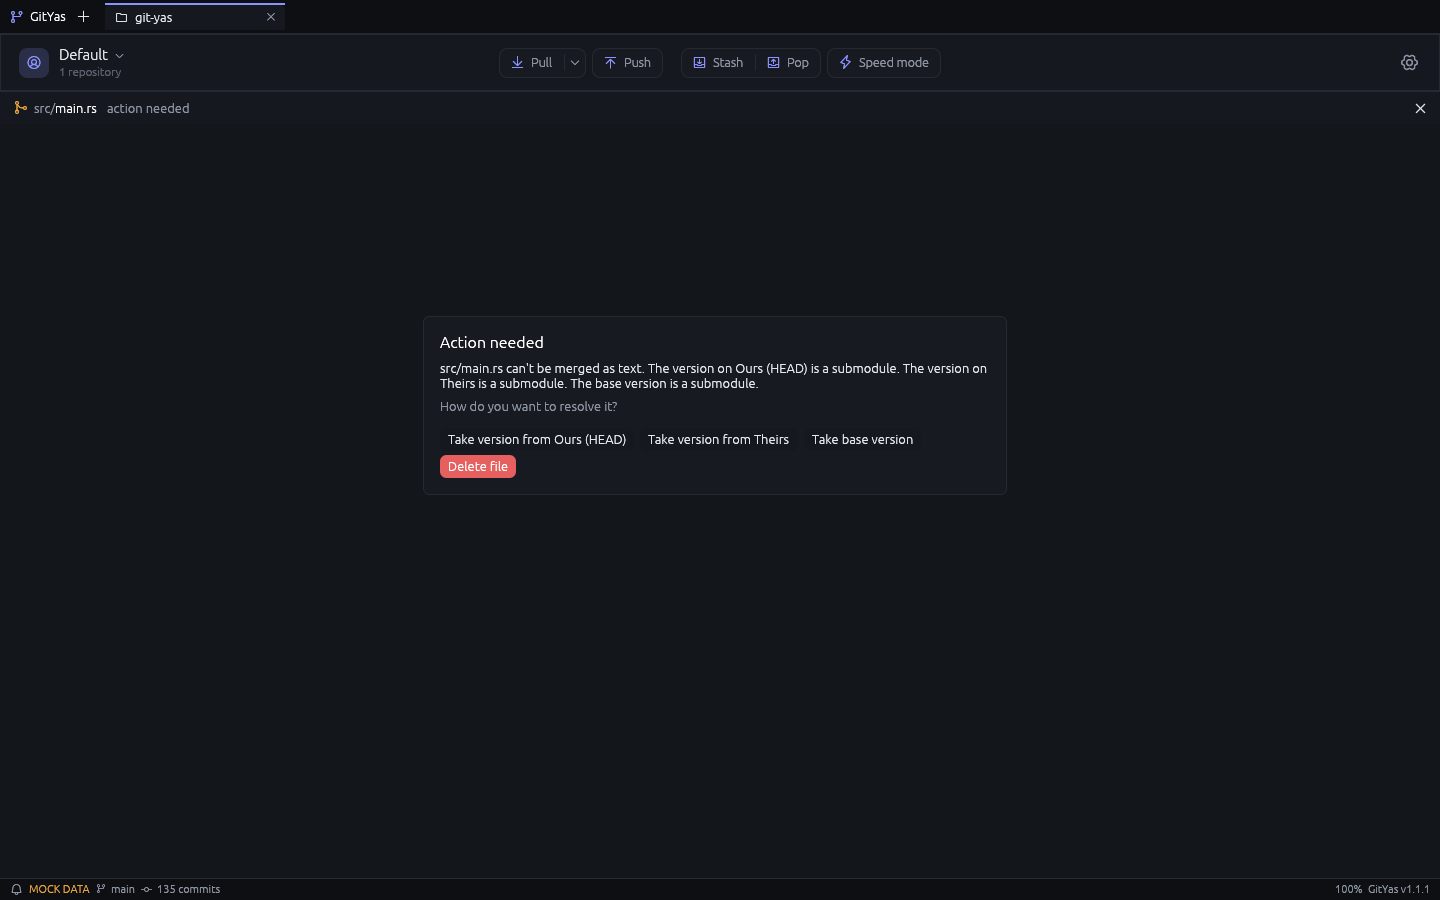 GitYas
git-yas
Default
1 repository
Pull
Push
Stash
Pop
Speed mode
src/main.rs action needed
Action needed
src/main.rs can't be merged as text. The version on Ours (HEAD) is a submodule. The version on
Theirs is a submodule. The base version is a submodule.
How do you want to resolve it?
Take version from Ours (HEAD) Take version from Theirs Take base version
Delete file
MOCK DATA main 135 commits
100% GitYas v1.1.1